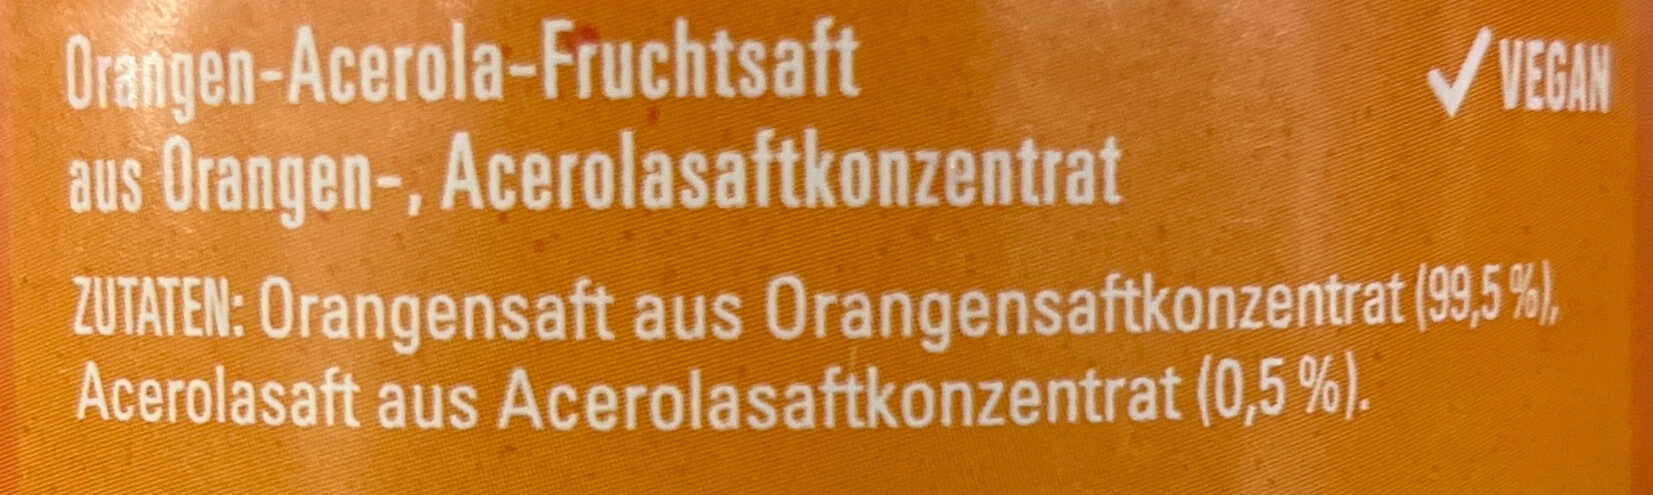 Orangen-Acerola-Fruchtsaft
✓ VEGAN
aus Orangen-, Acerolasaftkonzentrat
ZUTATEN: Orangensaft aus Orangensaftkonzentrat (99,5 %),
Acerolasaft aus Acerolasaftkonzentrat (0,5 %).